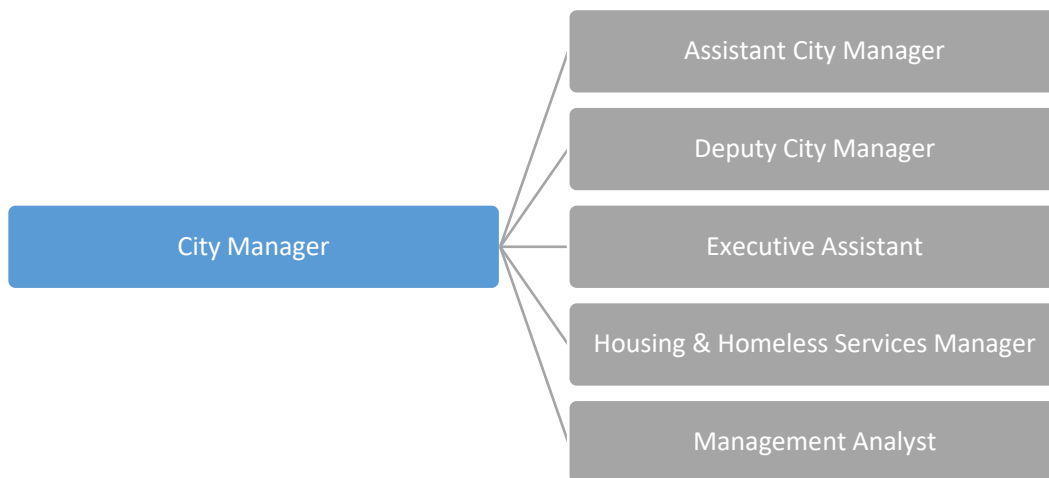 Assistant City Manager
Deputy City Manager
City Manager
Executive Assistant
Housing & Homeless Services Manager
Management Analyst